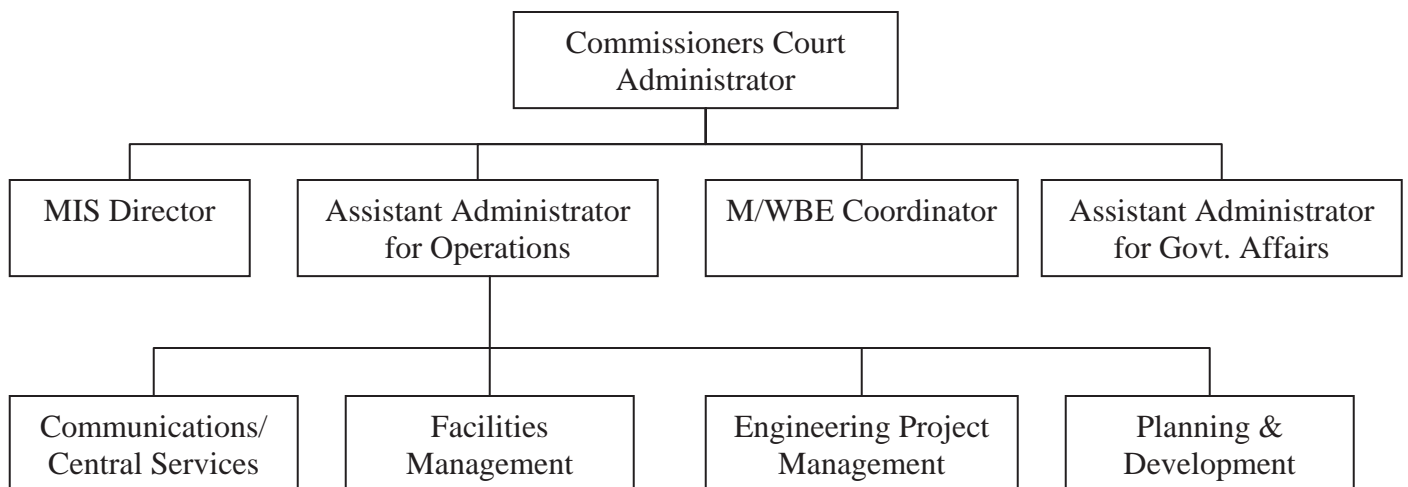 Commissioners Court
Administrator
MIS Director
Assistant Administrator
for Operations
M/WBE Coordinator
Assistant Administrator
for Govt. Affairs
Communications/
Central Services
Facilities
Management
Engineering Project
Management
Planning &
Development